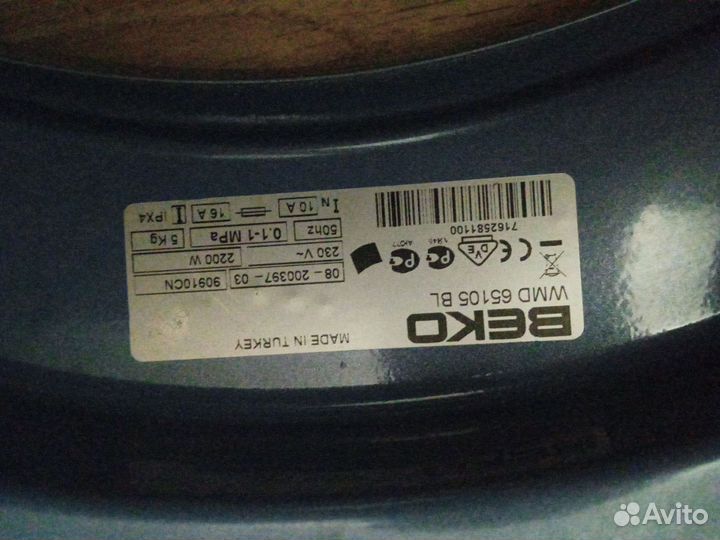 BEKO
WMD 65105 BL
MADE IN TURKEY
7162581100
08 - 200397 - 03
90910CN
230 V~
2200 W
50hz
0.1-1 MPa
5 Kg
IN 10 A
16 A
IPX4
Avito